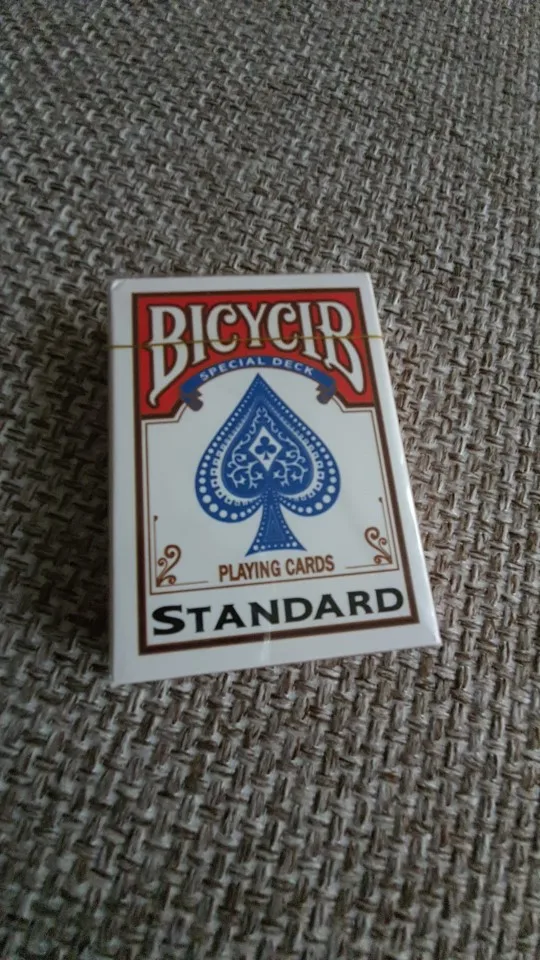 BICYCIB
SPECIAL DECK
PLAYING CARDS
STANDARD